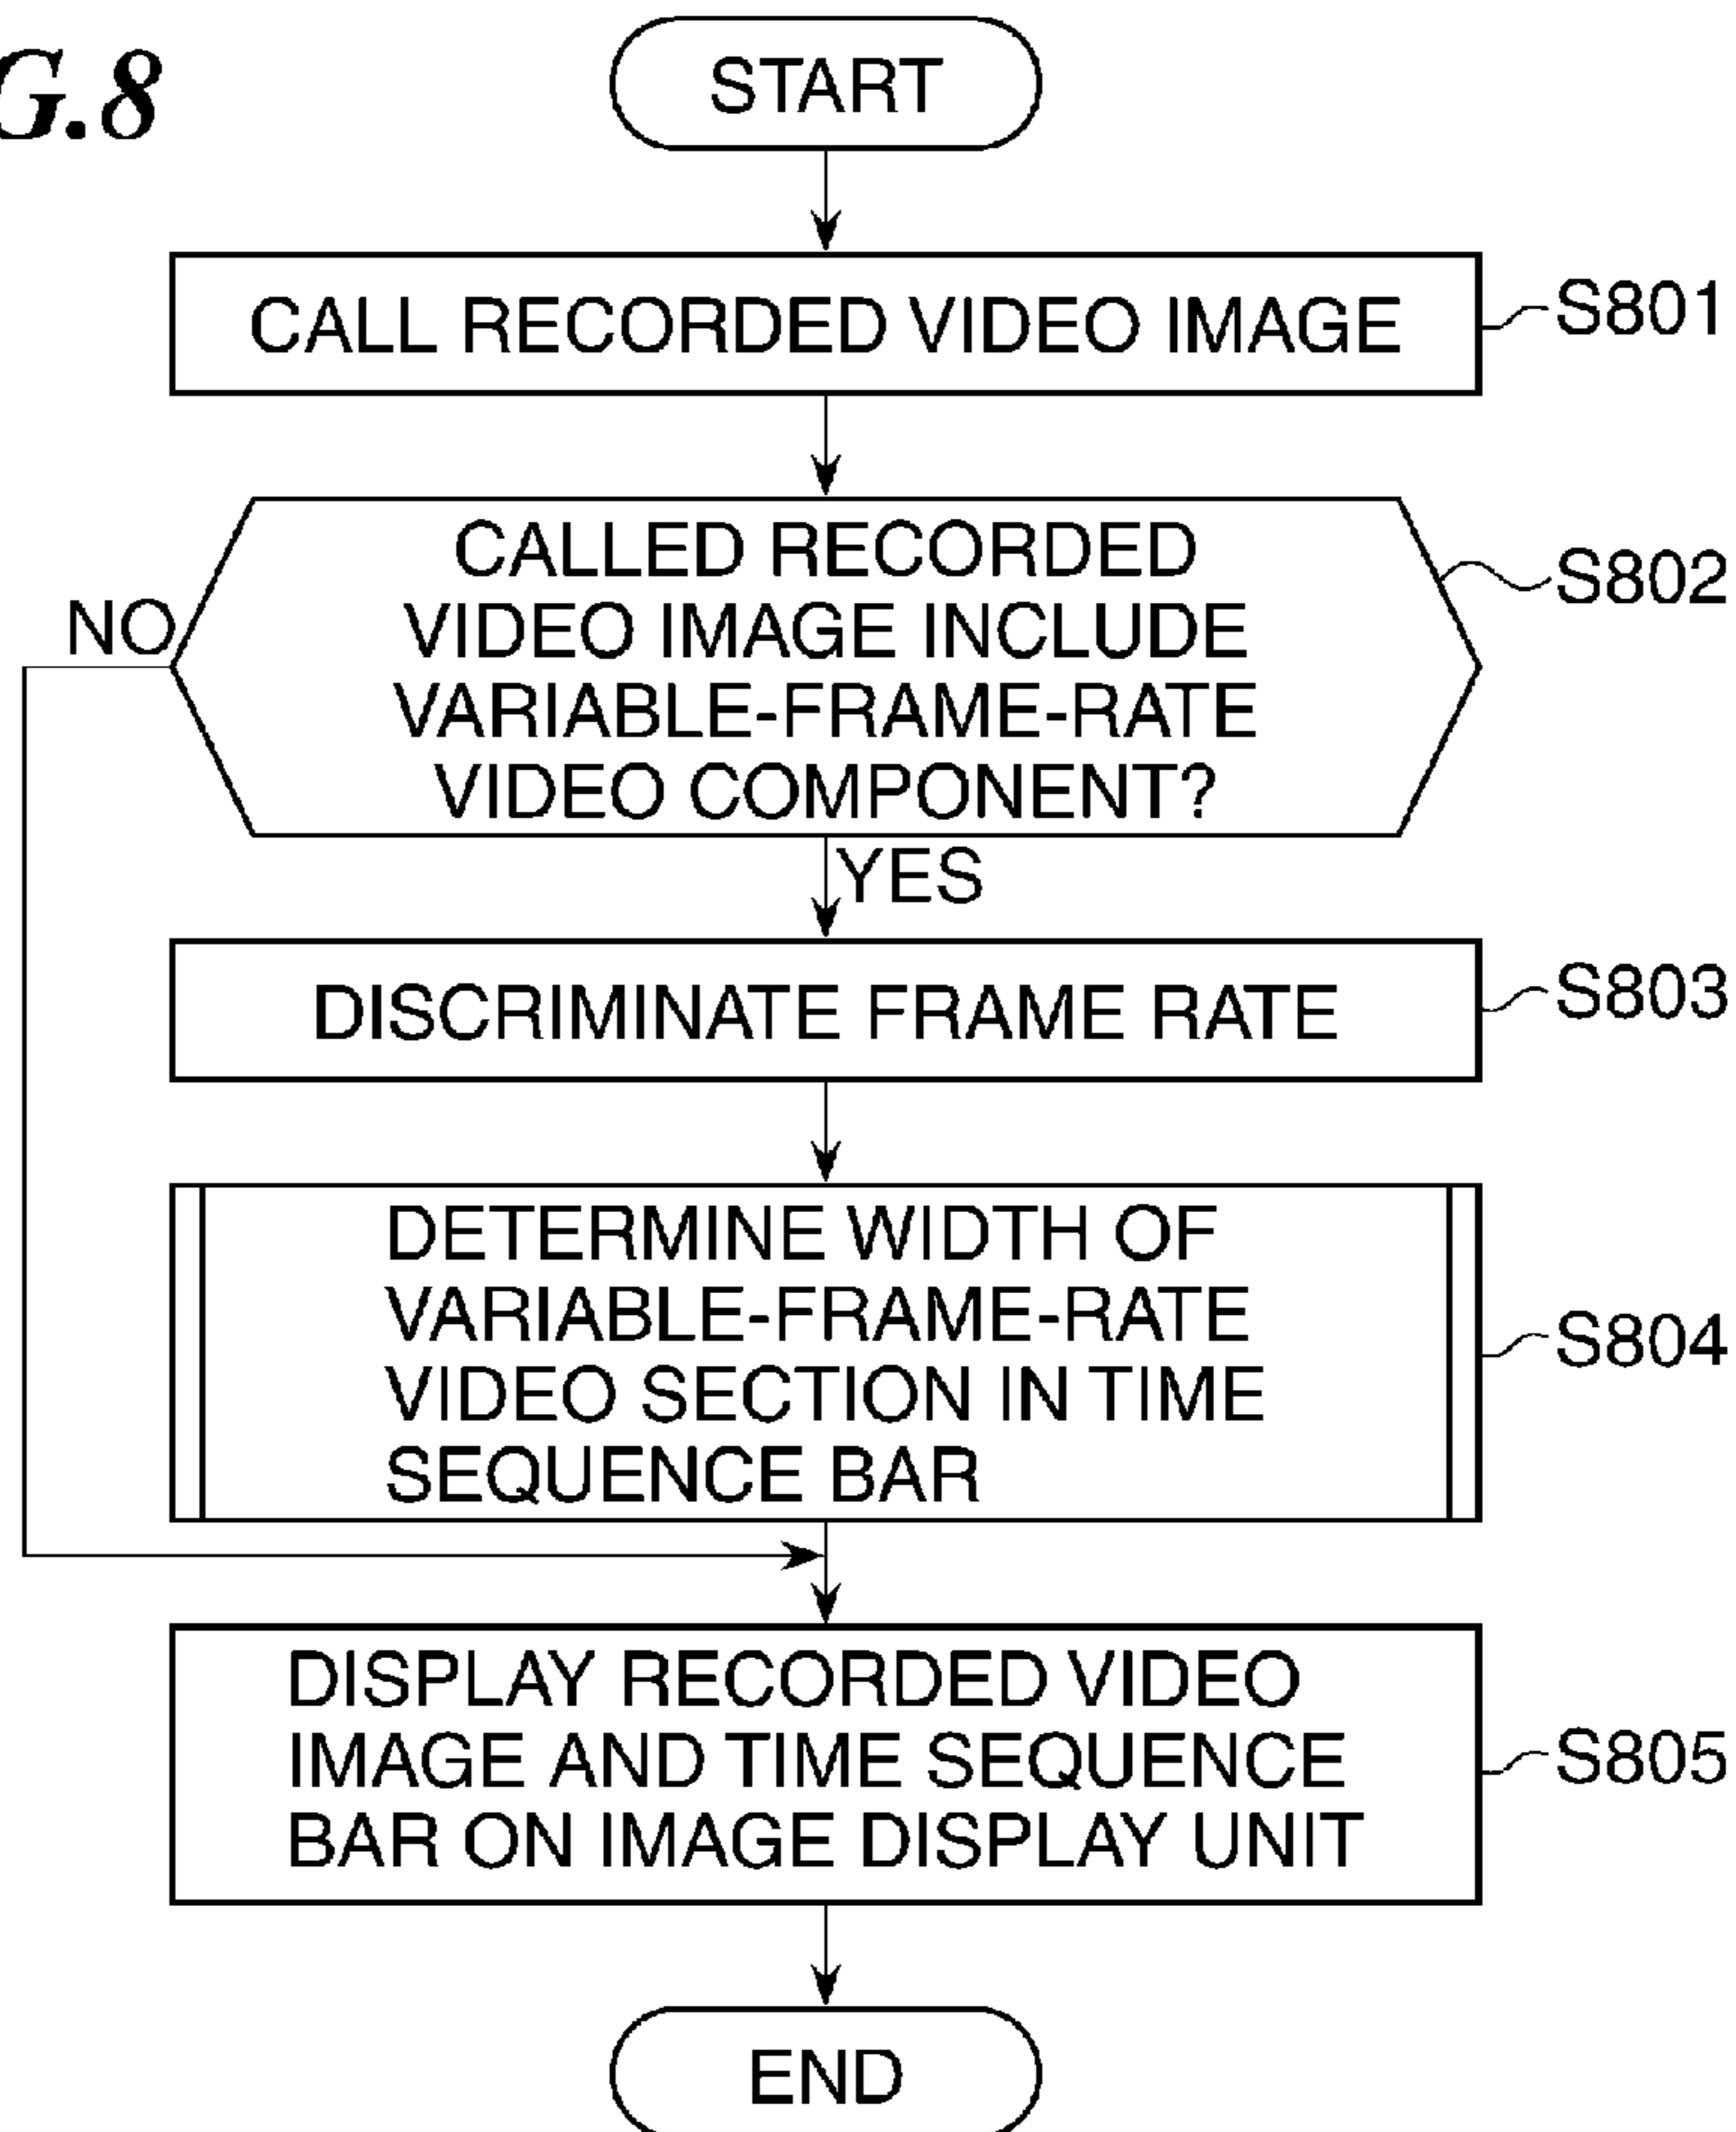 G.8
START
CALL RECORDED VIDEO IMAGE
S801
CALLED RECORDED
VIDEO IMAGE INCLUDE
VARIABLE-FRAME-RATE
VIDEO COMPONENT?
S802
NO
YES
DISCRIMINATE FRAME RATE
S803
DETERMINE WIDTH OF
VARIABLE-FRAME-RATE
VIDEO SECTION IN TIME
SEQUENCE BAR
S804
DISPLAY RECORDED VIDEO
IMAGE AND TIME SEQUENCE
BAR ON IMAGE DISPLAY UNIT
S805
END